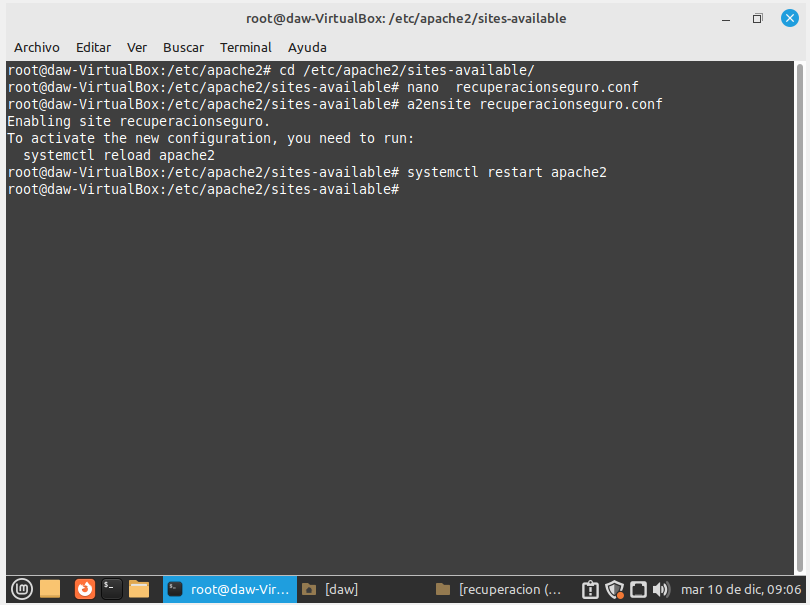 root@daw-VirtualBox: /etc/apache2/sites-available
Archivo Editar Ver Buscar Terminal Ayuda
root@daw-VirtualBox:/etc/apache2# cd /etc/apache2/sites-available/
root@daw-VirtualBox:/etc/apache2/sites-available# nano  recuperacionseguro.conf
root@daw-VirtualBox:/etc/apache2/sites-available# a2ensite recuperacionseguro.conf
Enabling site recuperacionseguro.
To activate the new configuration, you need to run:
  systemctl reload apache2
root@daw-VirtualBox:/etc/apache2/sites-available# systemctl restart apache2
root@daw-VirtualBox:/etc/apache2/sites-available#
root@daw-Vir... [daw] [recuperacion (... mar 10 de dic, 09:06